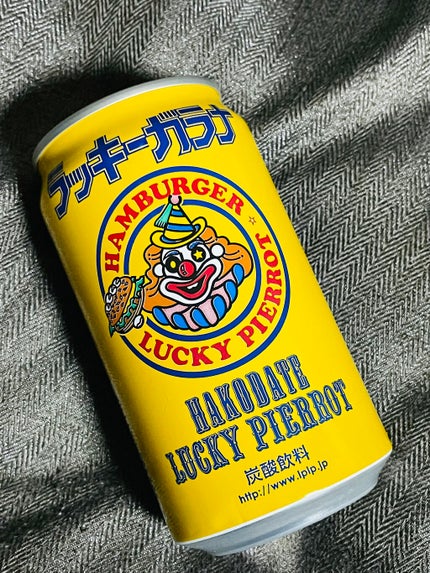 ラッキーガラナ
HAMBURGER ☆
LUCKY PIERROT
HAKODATE
LUCKY PIERROT
炭酸飲料
http://www.lplp.jp